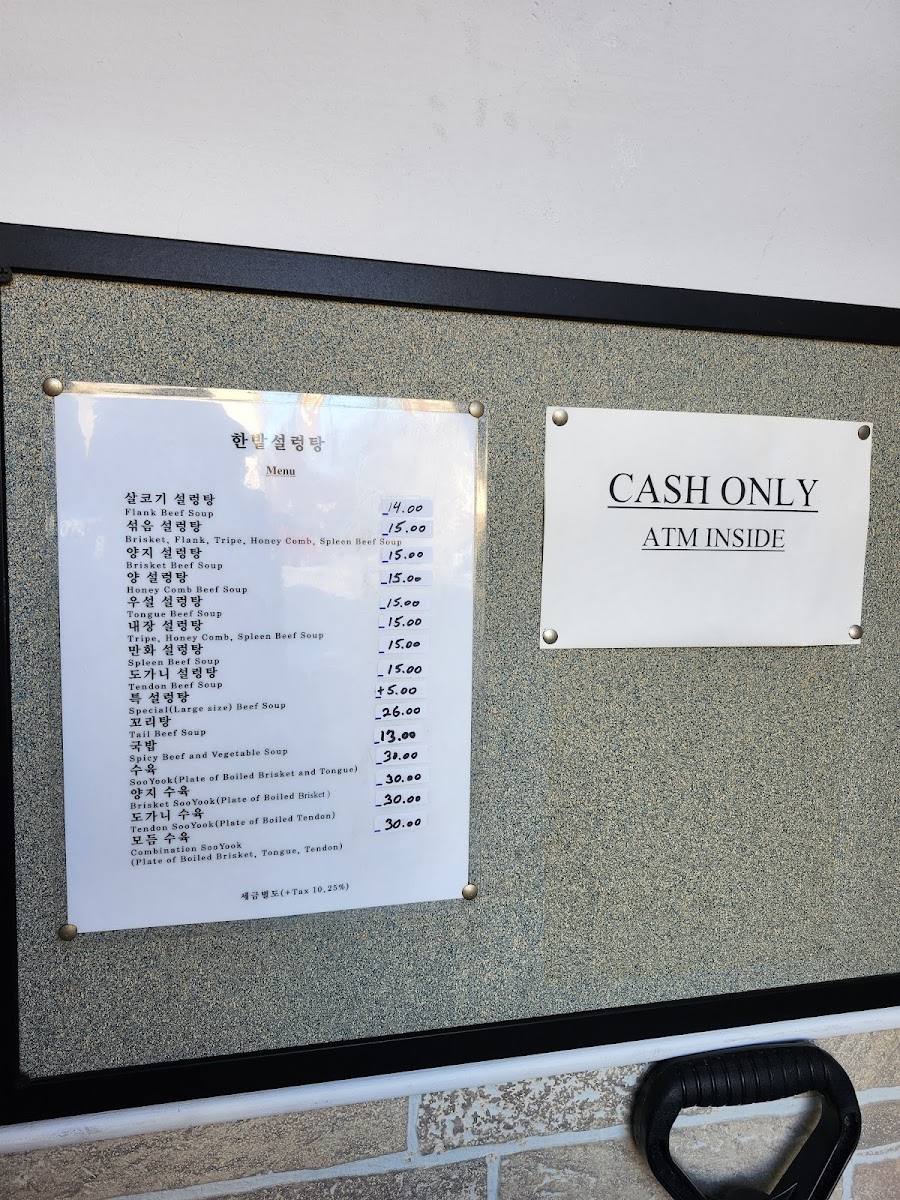 한밭설렁탕
Menu
살코기 설렁탕
Flank Beef Soup 14.00
섞음 설렁탕 15.00
Brisket, Flank, Tripe, Honey Comb, Spleen Beef Soup
양지 설렁탕 15.00
Brisket Beef Soup
양 설렁탕 15.00
Honey Comb Beef Soup
우설 설렁탕 15.00
Tongue Beef Soup
내장 설렁탕 15.00
Tripe, Honey Comb, Spleen Beef Soup
만화 설렁탕 15.00
Spleen Beef Soup
도가니 설렁탕 15.00
Tendon Beef Soup
특 설렁탕 +5.00
Special(Large size) Beef Soup
꼬리탕 26.00
Tail Beef Soup
국밥 13.00
Spicy Beef and Vegetable Soup
수육 30.00
SooYook(Plate of Boiled Brisket and Tongue)
양지 수육 30.00
Brisket SooYook(Plate of Boiled Brisket)
도가니 수육 30.00
Tendon SooYook(Plate of Boiled Tendon)
모듬 수육 30.00
Combination SooYook
(Plate of Boiled Brisket, Tongue, Tendon)
세금별도(+Tax 10.25%)
CASH ONLY
ATM INSIDE